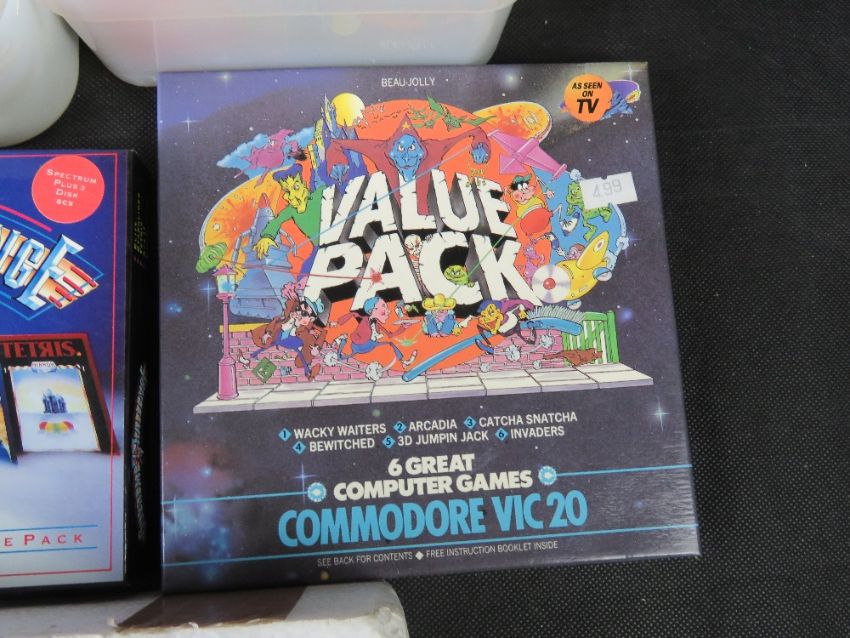 BEAU-JOLLY
AS SEEN
ON
TV
4.99
VALUE
PACK
1 WACKY WAITERS 2 ARCADIA 3 CATCHA SNATCHA
4 BEWITCHED 5 3D JUMPIN JACK 6 INVADERS
6 GREAT
COMPUTER GAMES
COMMODORE VIC 20
SEE BACK FOR CONTENTS ◆ FREE INSTRUCTION BOOKLET INSIDE
SPECTRUM
PLUS 3
DISK
TETRIS.
E PACK